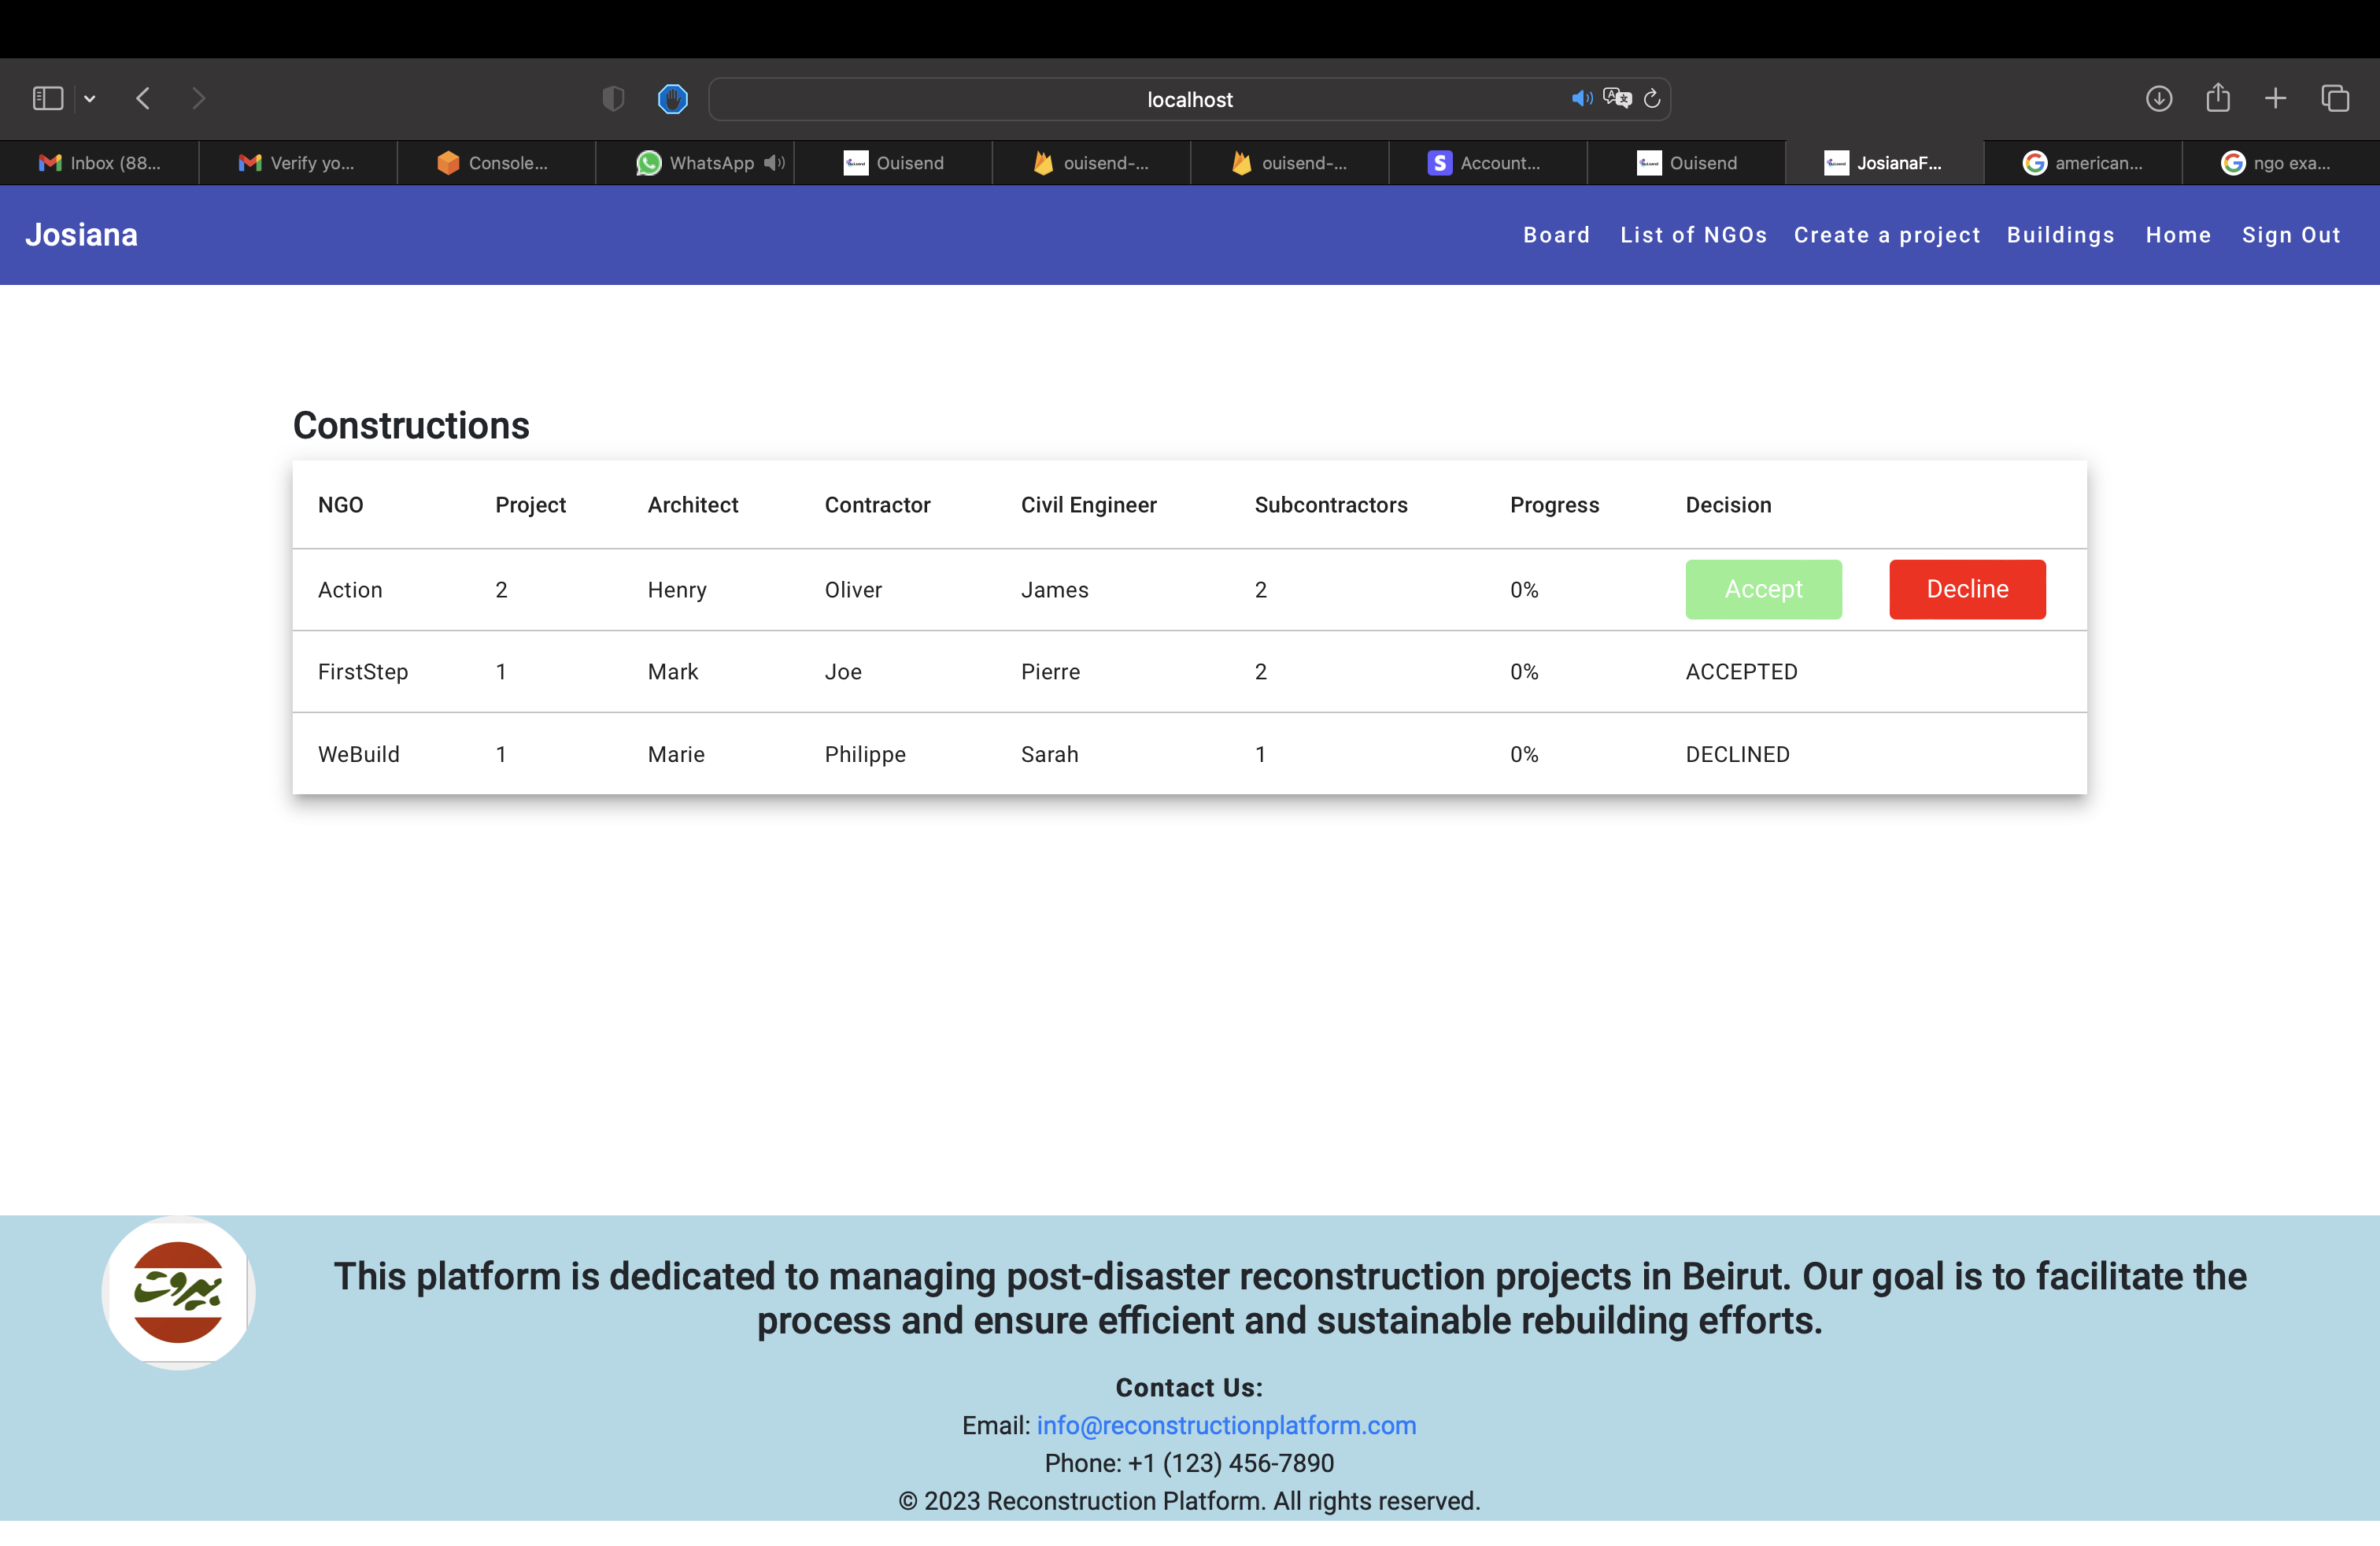 localhost
Inbox (88...
Verify yo...
Console...
WhatsApp
Ouisend
ouisend-...
ouisend-...
Account...
Ouisend
JosianaF...
american...
ngo exa...
Josiana
Board List of NGOs Create a project Buildings Home Sign Out
Constructions
NGO Project Architect Contractor Civil Engineer Subcontractors Progress Decision
Action 2 Henry Oliver James 2 0% Accept Decline
FirstStep 1 Mark Joe Pierre 2 0% ACCEPTED
WeBuild 1 Marie Philippe Sarah 1 0% DECLINED
بيروت
This platform is dedicated to managing post-disaster reconstruction projects in Beirut. Our goal is to facilitate the
process and ensure efficient and sustainable rebuilding efforts.
Contact Us:
Email: info@reconstructionplatform.com
Phone: +1 (123) 456-7890
© 2023 Reconstruction Platform. All rights reserved.